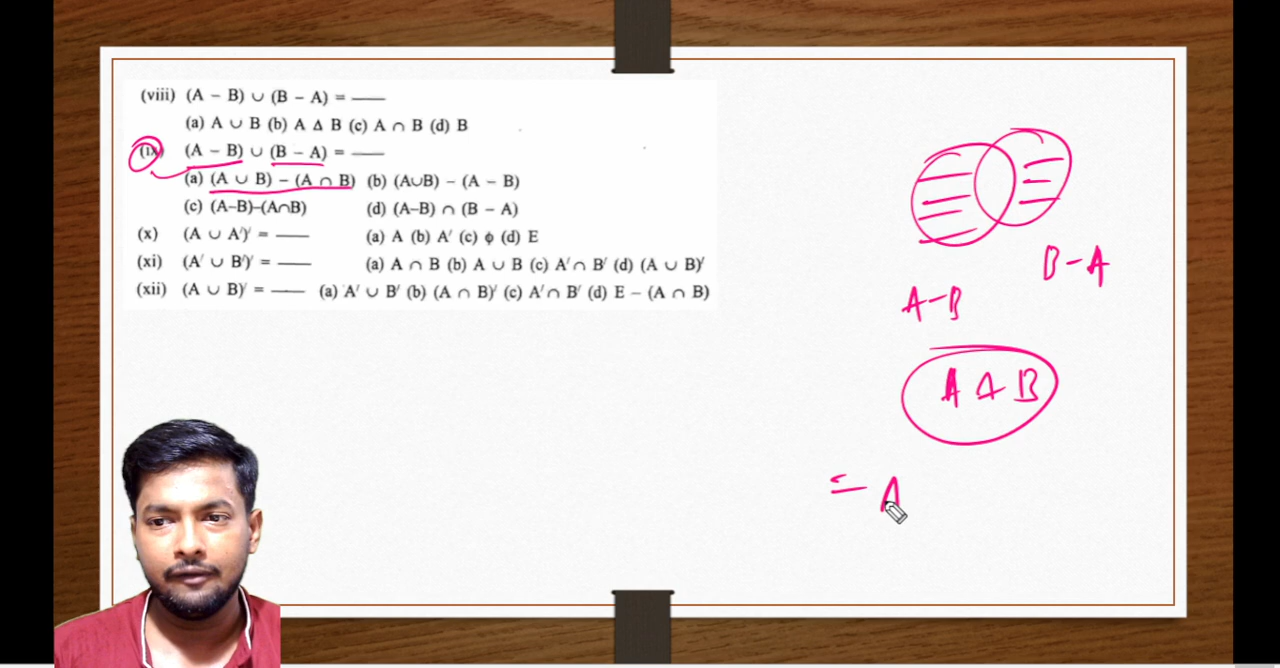 (viii) (A − B) ∪ (B − A) = ——
(a) A ∪ B (b) A Δ B (c) A ∩ B (d) B
(ix) (A − B) ∪ (B − A) = ——
(a) (A ∪ B) − (A ∩ B) (b) (A∪B) − (A − B)
(c) (A−B)−(A∩B) (d) (A−B) ∩ (B − A)
(x) (A ∪ A′)′ = —— (a) A (b) A′ (c) ϕ (d) E
(xi) (A′ ∪ B′)′ = —— (a) A ∩ B (b) A ∪ B (c) A′∩ B′ (d) (A ∪ B)′
(xii) (A ∪ B)′ = —— (a) A′ ∪ B′ (b) (A ∩ B)′ (c) A′∩ B′ (d) E − (A ∩ B)
B−A
A−B
A Δ B
= A